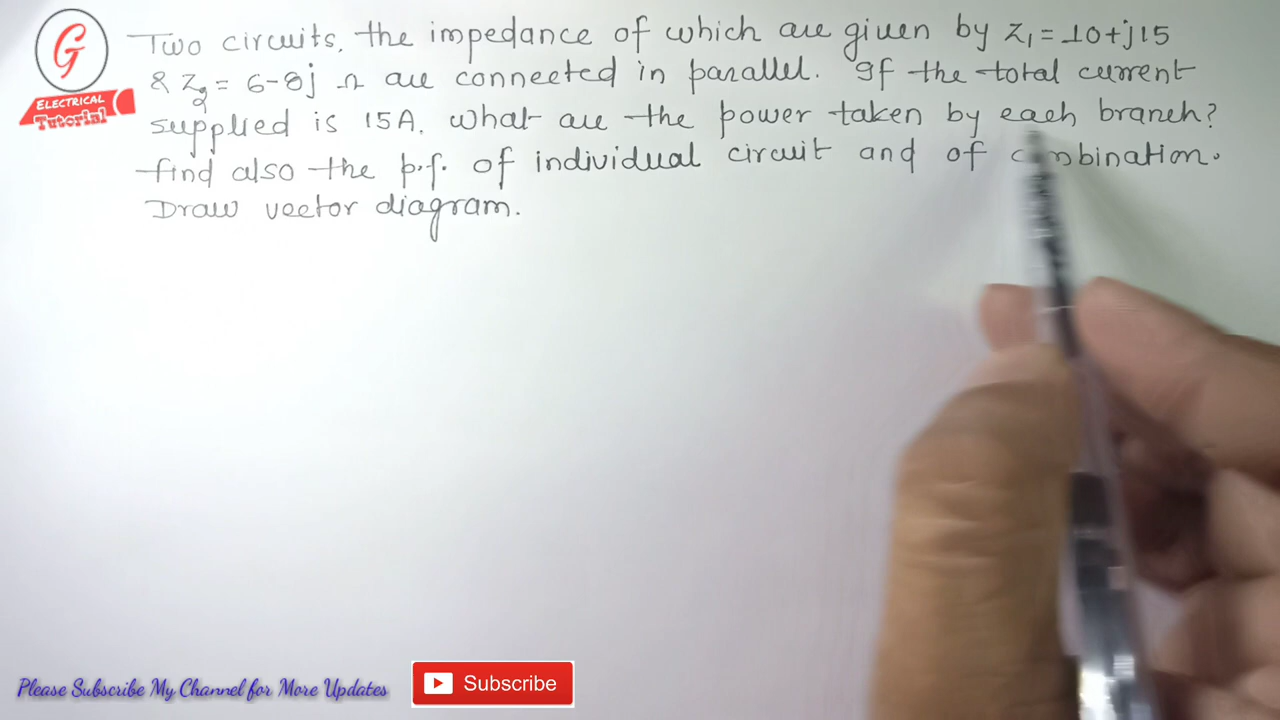 G
ELECTRICAL
Tutorial
Two circuits, the impedance of which are given by Z1 = 10+j15
& Z2 = 6-8j Ω are connected in parallel. If the total current
supplied is 15A. What are the power taken by each branch?
find also the p.f. of individual circuit and of combination.
Draw vector diagram.
Please Subscribe My Channel for More Updates
Subscribe